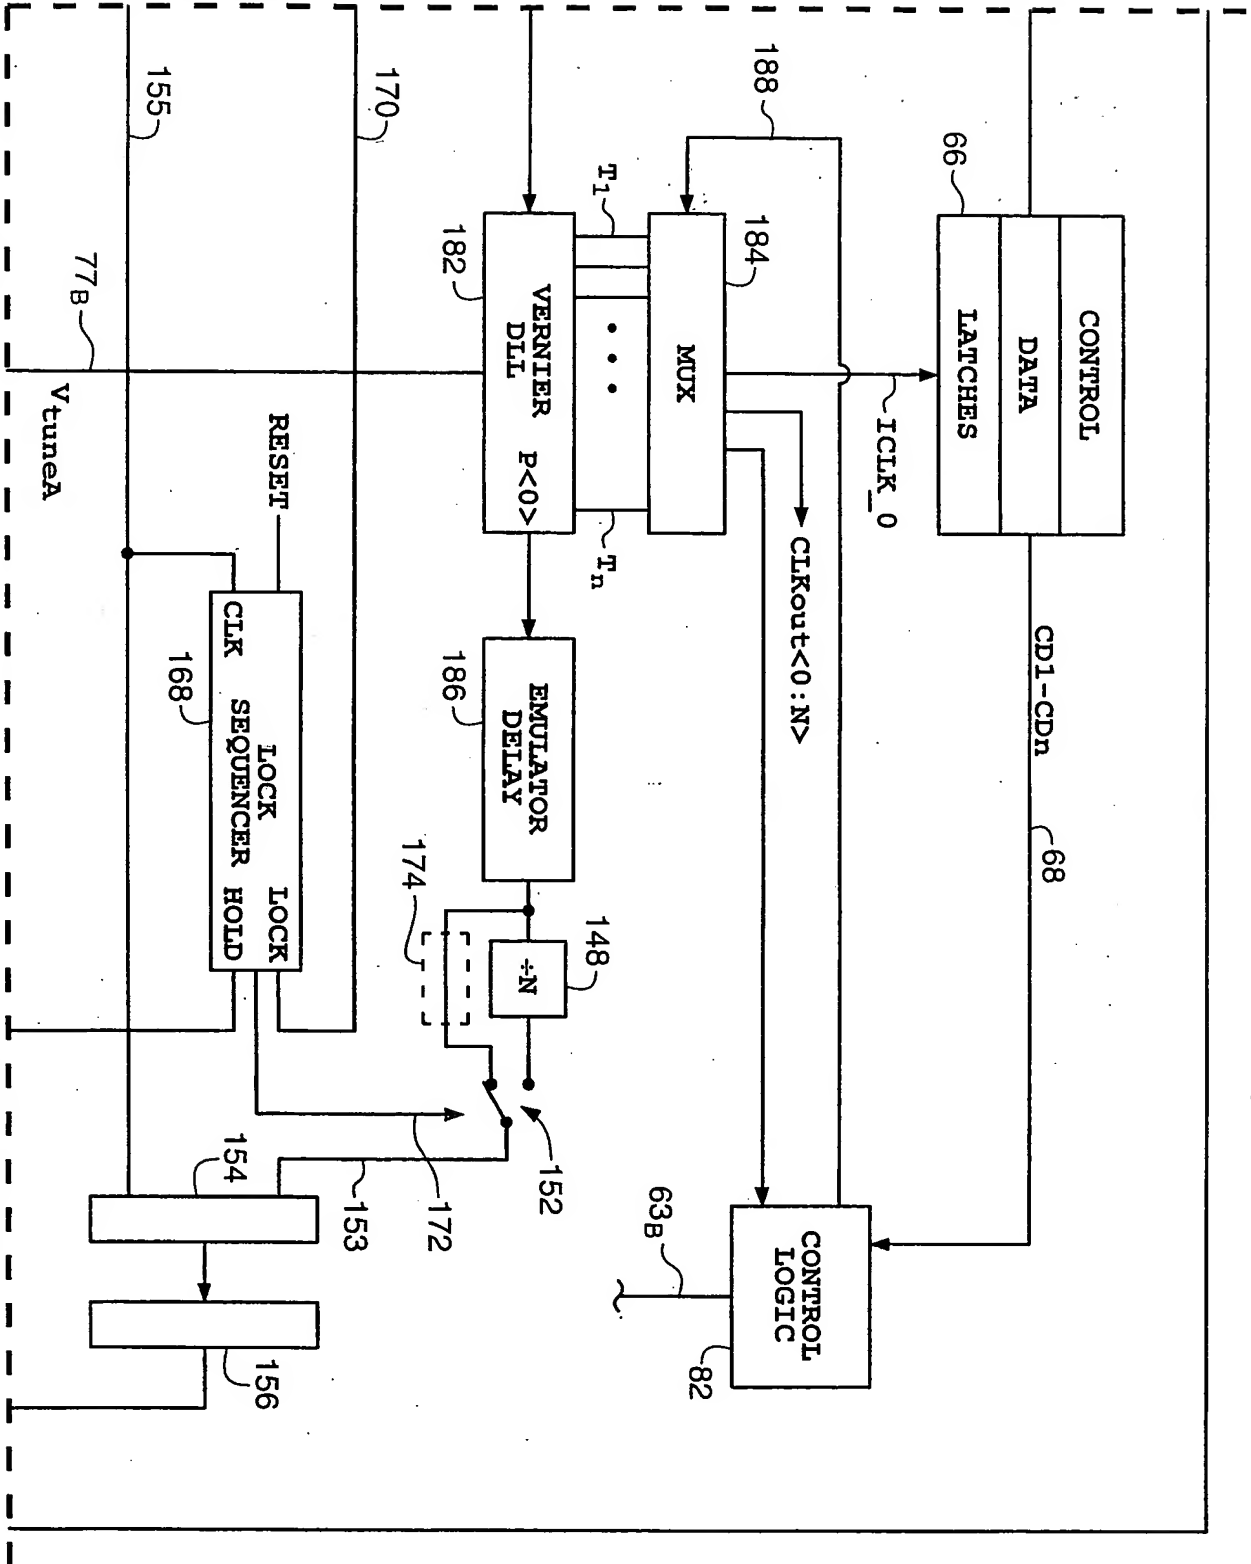 CONTROL
DATA
LATCHES
66
CD1-CDn
68
ICLK_0
188
184
MUX
CLKout<0:N>
CONTROL
LOGIC
82
63B
T1
Tn
VERNIER
DLL
P<0>
182
EMULATOR
DELAY
186
÷N
148
174
152
170
172
153
RESET
LOCK
SEQUENCER
CLK
LOCK
HOLD
168
155
77B
VtuneA
154
156